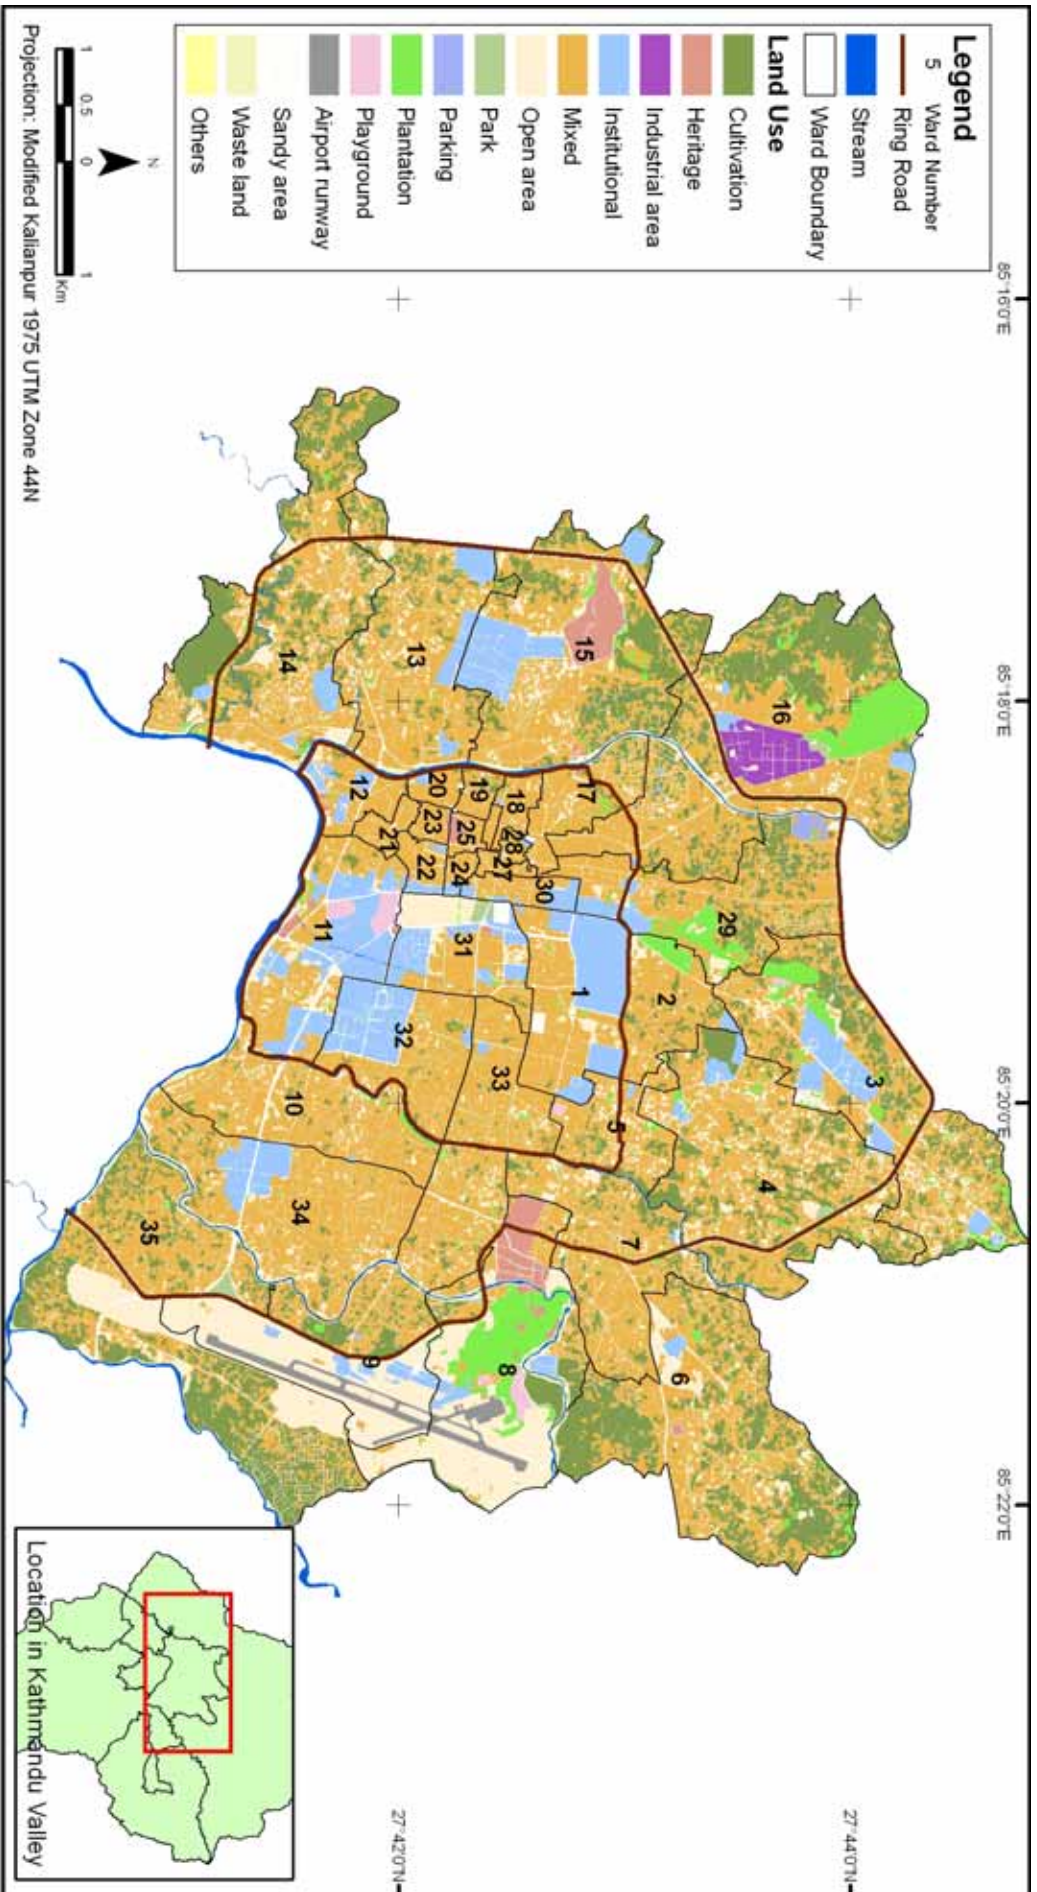 85°16'0"E
85°18'0"E
85°20'0"E
85°22'0"E
27°44'0"N
27°42'0"N
Legend
5 Ward Number
Ring Road
Stream
Ward Boundary
Land Use
Cultivation
Heritage
Industrial area
Institutional
Mixed
Open area
Park
Parking
Plantation
Playground
Airport runway
Sandy area
Waste land
Others
N
1 0.5 0 1
Km
Projection: Modified Kalianpur 1975 UTM Zone 44N
16
3
29
4
2
6
15
17
1
5
7
30
18
28
27
33
8
19
25
24
31
20
23
22
13
32
9
12
21
11
14
10
34
35
Location in Kathmandu Valley